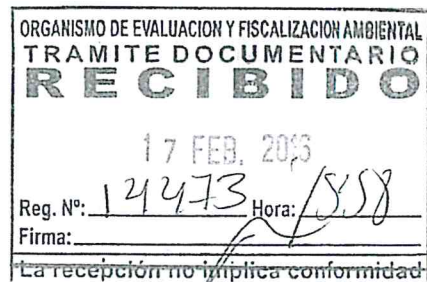 ORGANISMO DE EVALUACION Y FISCALIZACION AMBIENTAL
TRAMITE DOCUMENTARIO
RECIBIDO
17 FEB. 2016
Reg. Nº: 14473 Hora:
Firma:
La recepción no implica conformidad